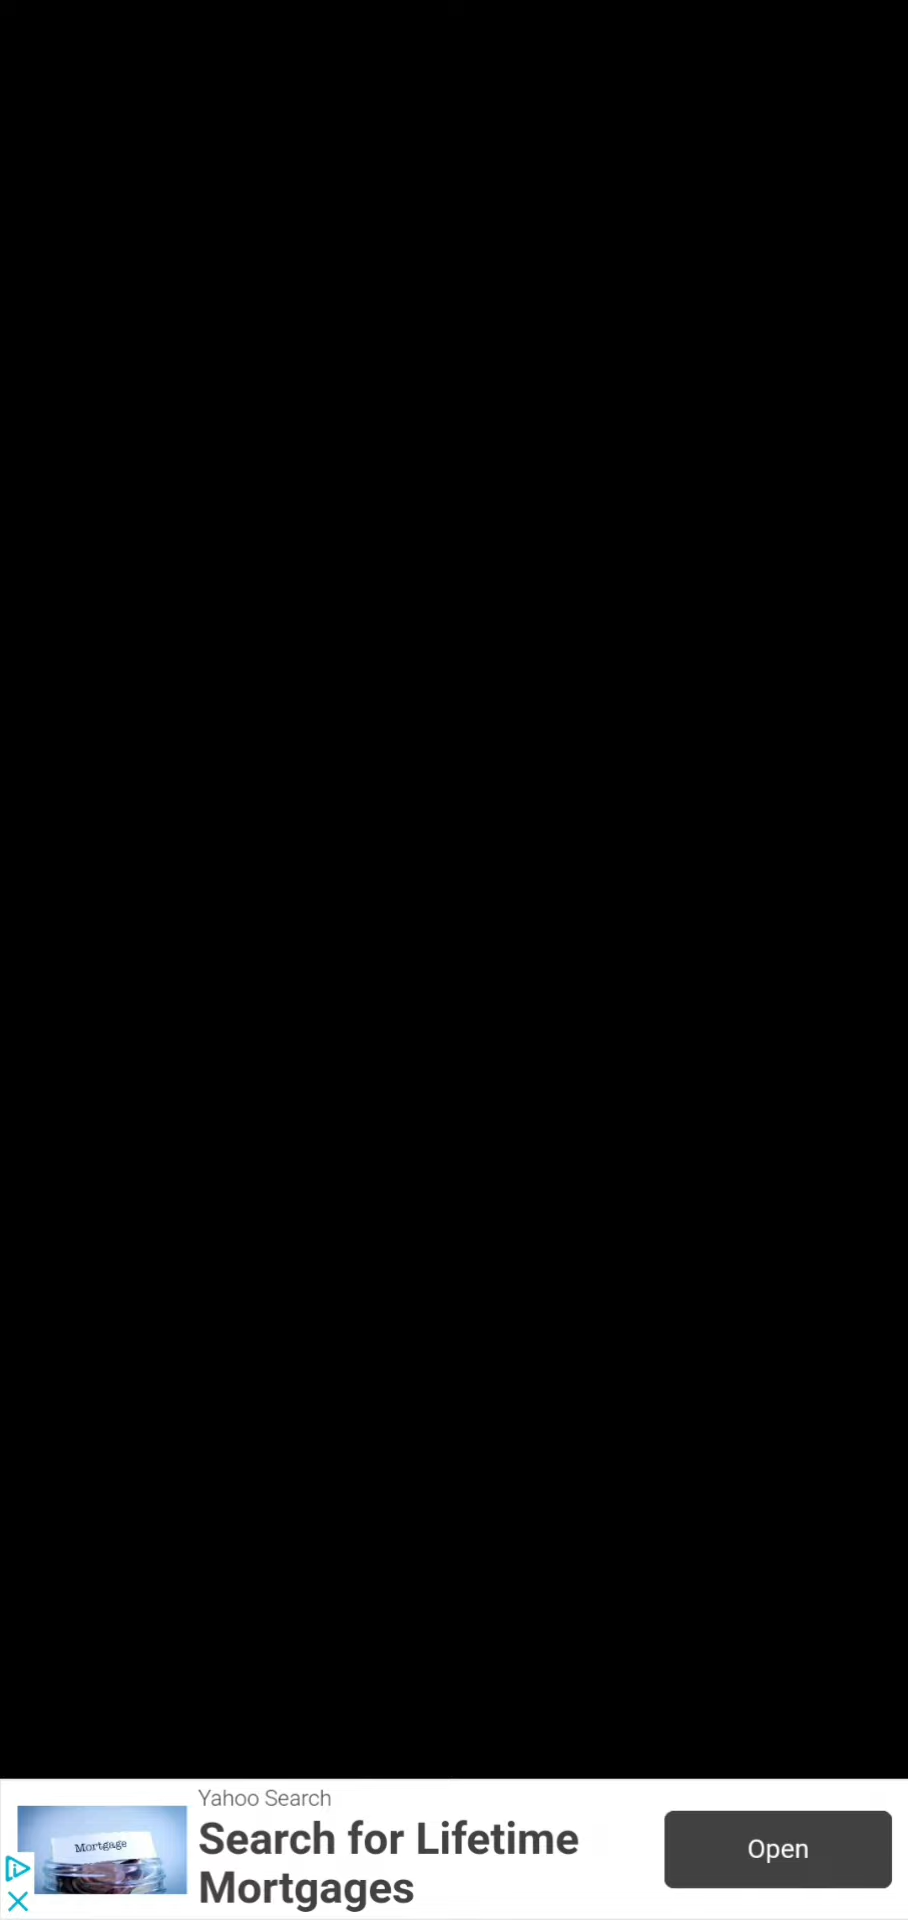 Yahoo Search
Search for Lifetime
Mortgages
Open
Mortgage